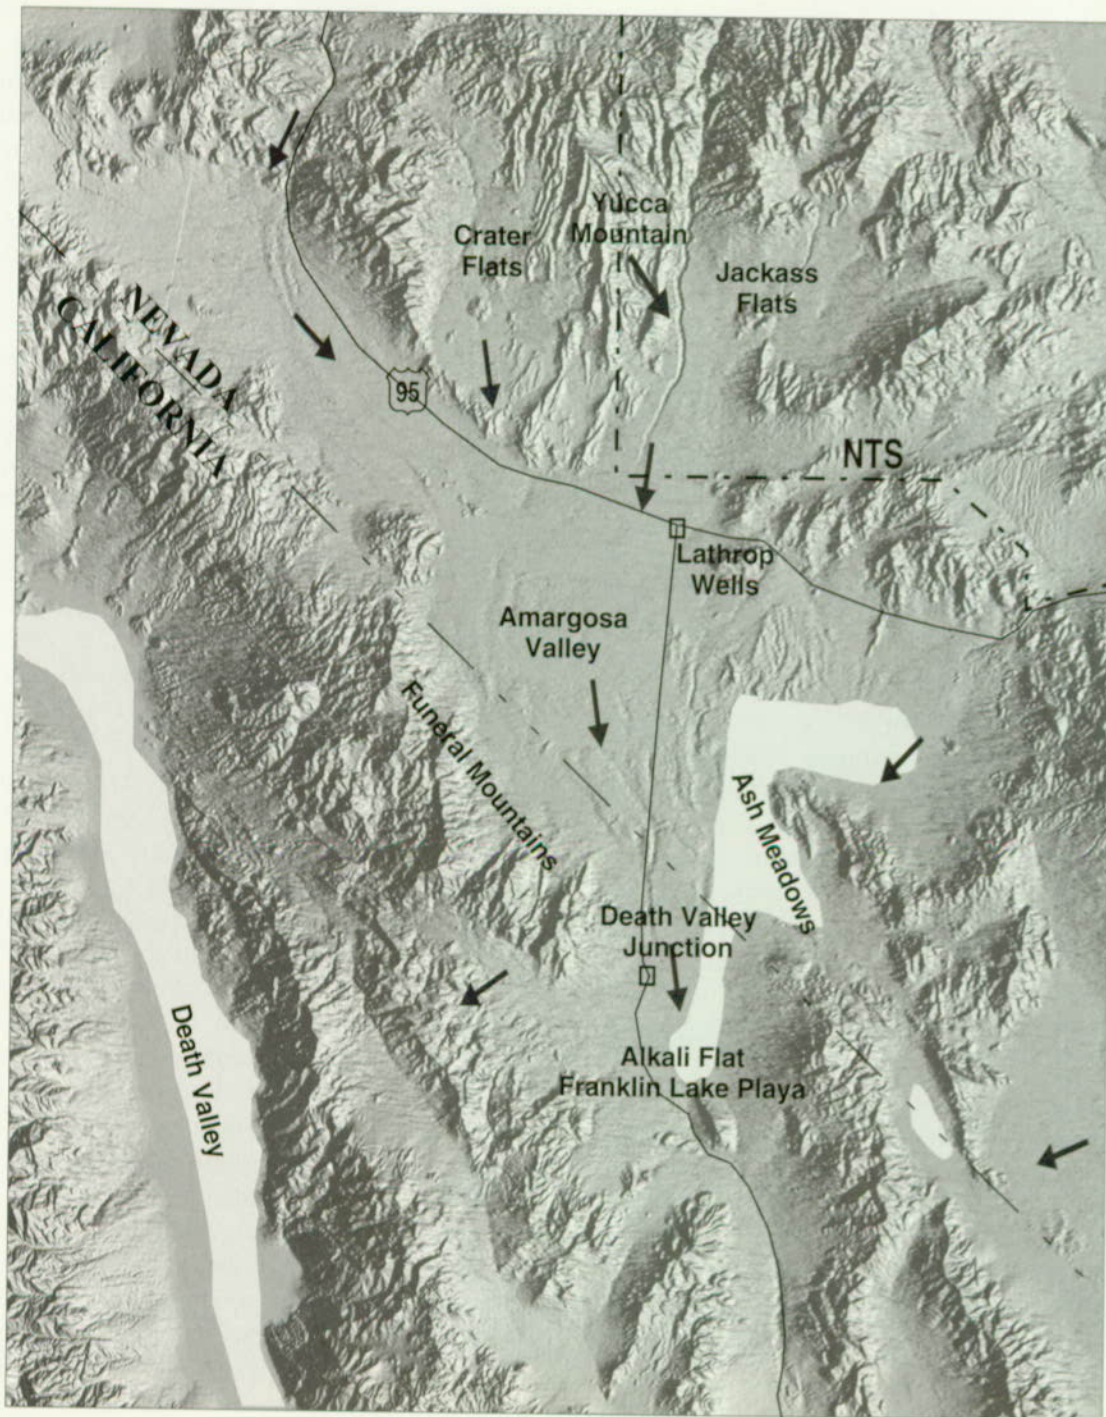 Yucca
Mountain
Crater
Flats
Jackass
Flats
NEVADA
CALIFORNIA
95
NTS
Lathrop
Wells
Amargosa
Valley
Funeral Mountains
Ash Meadows
Death Valley
Junction
Death Valley
Alkali Flat
Franklin Lake Playa